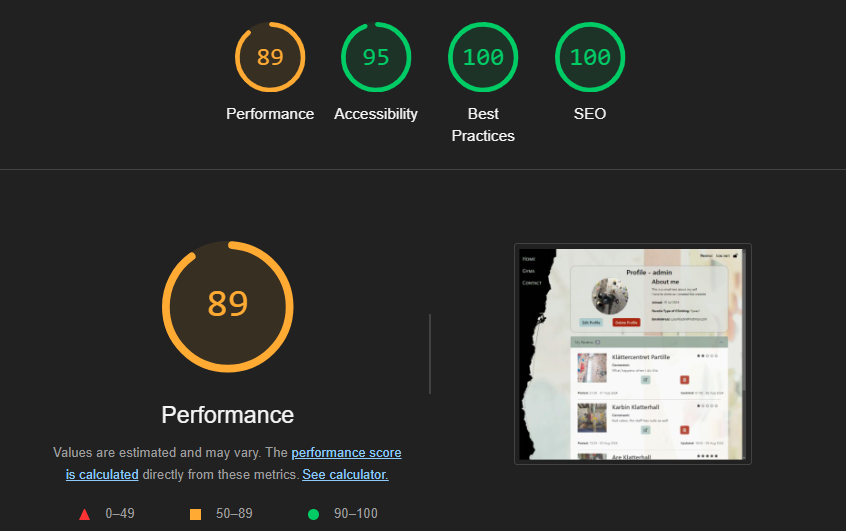 89
95
100
100
Performance
Accessibility
Best
Practices
SEO
89
Performance
Values are estimated and may vary. The performance score
is calculated directly from these metrics. See calculator.
0–49
50–89
90–100
Home
Gyms
Contact
Profile - admin
About me
Edit Profile
Delete Profile
Klättercentret Partille
Karbin Klatterhall
Are Klatterhall